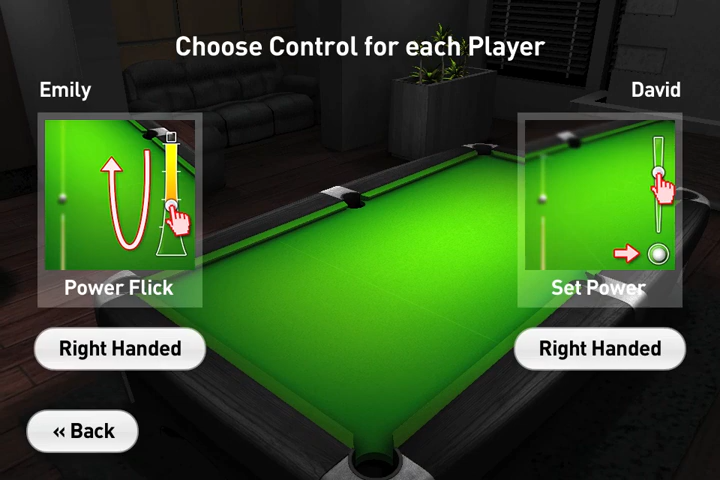 Choose Control for each Player
Emily
David
Power Flick
Set Power
Right Handed
Right Handed
« Back